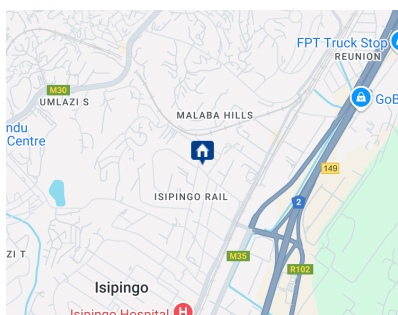 FPT Truck Stop
REUNION
M30
UMLAZI S
GoB
MALABA HILLS
ndu
Centre
149
ISIPINGO RAIL
2
M35
ZI T
R102
Isipingo
Isipingo Hospital
H